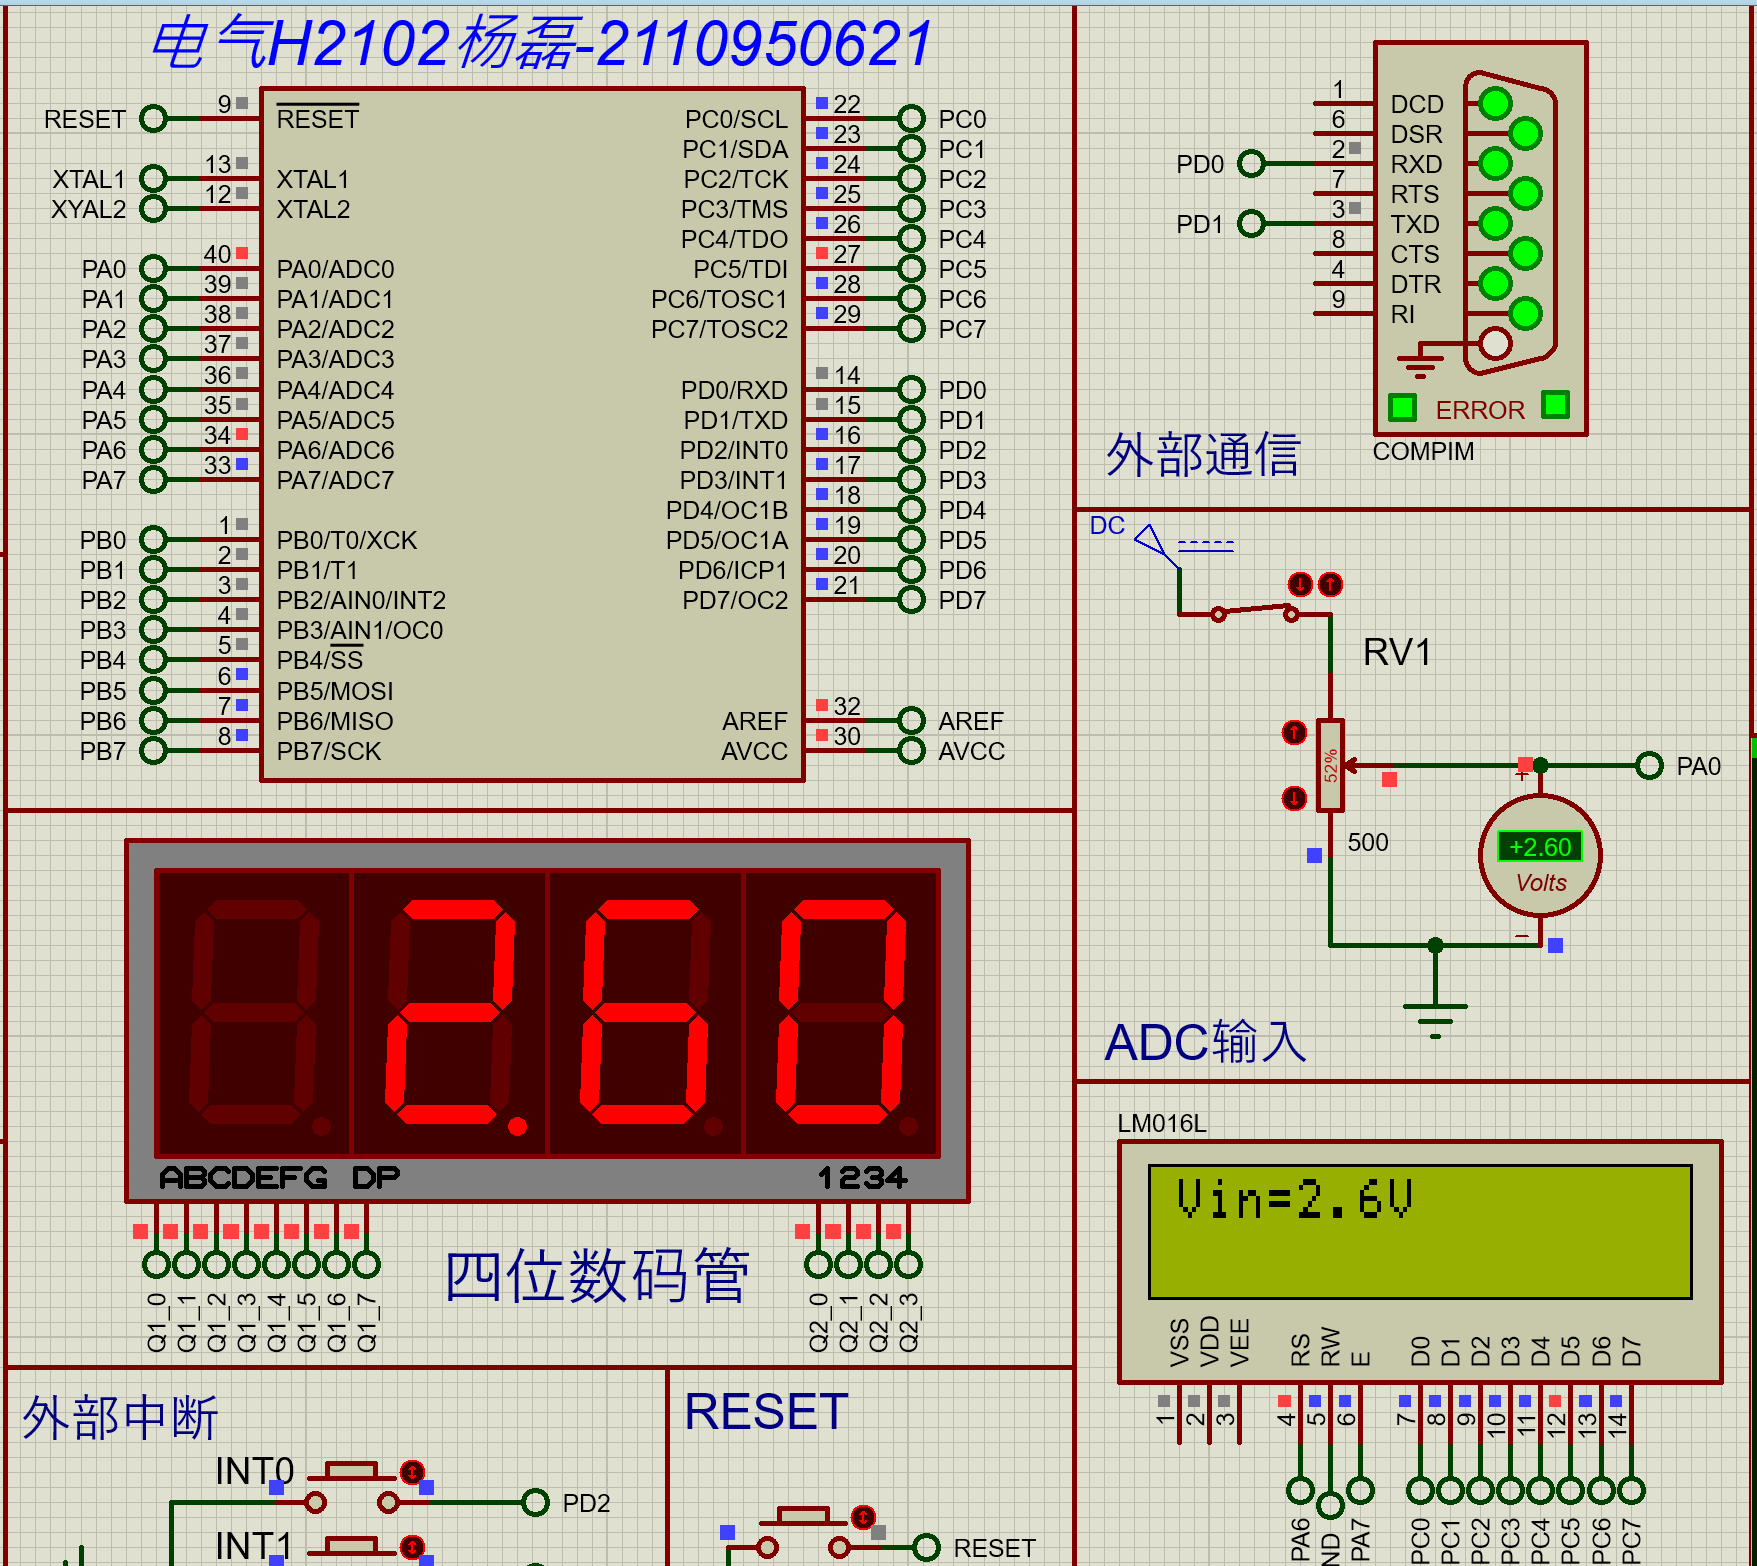 电气H2102杨磊-2110950621
RESET 9 RESET
XTAL1 13 XTAL1
XYAL2 12 XTAL2
PA0 40 PA0/ADC0
PA1 39 PA1/ADC1
PA2 38 PA2/ADC2
PA3 37 PA3/ADC3
PA4 36 PA4/ADC4
PA5 35 PA5/ADC5
PA6 34 PA6/ADC6
PA7 33 PA7/ADC7
PB0 1 PB0/T0/XCK
PB1 2 PB1/T1
PB2 3 PB2/AIN0/INT2
PB3 4 PB3/AIN1/OC0
PB4 5 PB4/SS
PB5 6 PB5/MOSI
PB6 7 PB6/MISO
PB7 8 PB7/SCK
PC0/SCL 22 PC0
PC1/SDA 23 PC1
PC2/TCK 24 PC2
PC3/TMS 25 PC3
PC4/TDO 26 PC4
PC5/TDI 27 PC5
PC6/TOSC1 28 PC6
PC7/TOSC2 29 PC7
PD0/RXD 14 PD0
PD1/TXD 15 PD1
PD2/INT0 16 PD2
PD3/INT1 17 PD3
PD4/OC1B 18 PD4
PD5/OC1A 19 PD5
PD6/ICP1 20 PD6
PD7/OC2 21 PD7
AREF 32 AREF
AVCC 30 AVCC
1 DCD
6 DSR
PD0 2 RXD
7 RTS
PD1 3 TXD
8 CTS
4 DTR
9 RI
ERROR
COMPIM
外部通信
DC
RV1
52%
500
PA0
+
+2.60
Volts
−
ADC输入
2.60
ABCDEFG DP
1234
Q1_0 Q1_1 Q1_2 Q1_3 Q1_4 Q1_5 Q1_6 Q1_7
Q2_0 Q2_1 Q2_2 Q2_3
四位数码管
LM016L
Vin=2.6V
VSS VDD VEE RS RW E D0 D1 D2 D3 D4 D5 D6 D7
1 2 3 4 5 6 7 8 9 10 11 12 13 14
PA6 ND PA7 PC0 PC1 PC2 PC3 PC4 PC5 PC6 PC7
外部中断
INT0
PD2
INT1
RESET
RESET